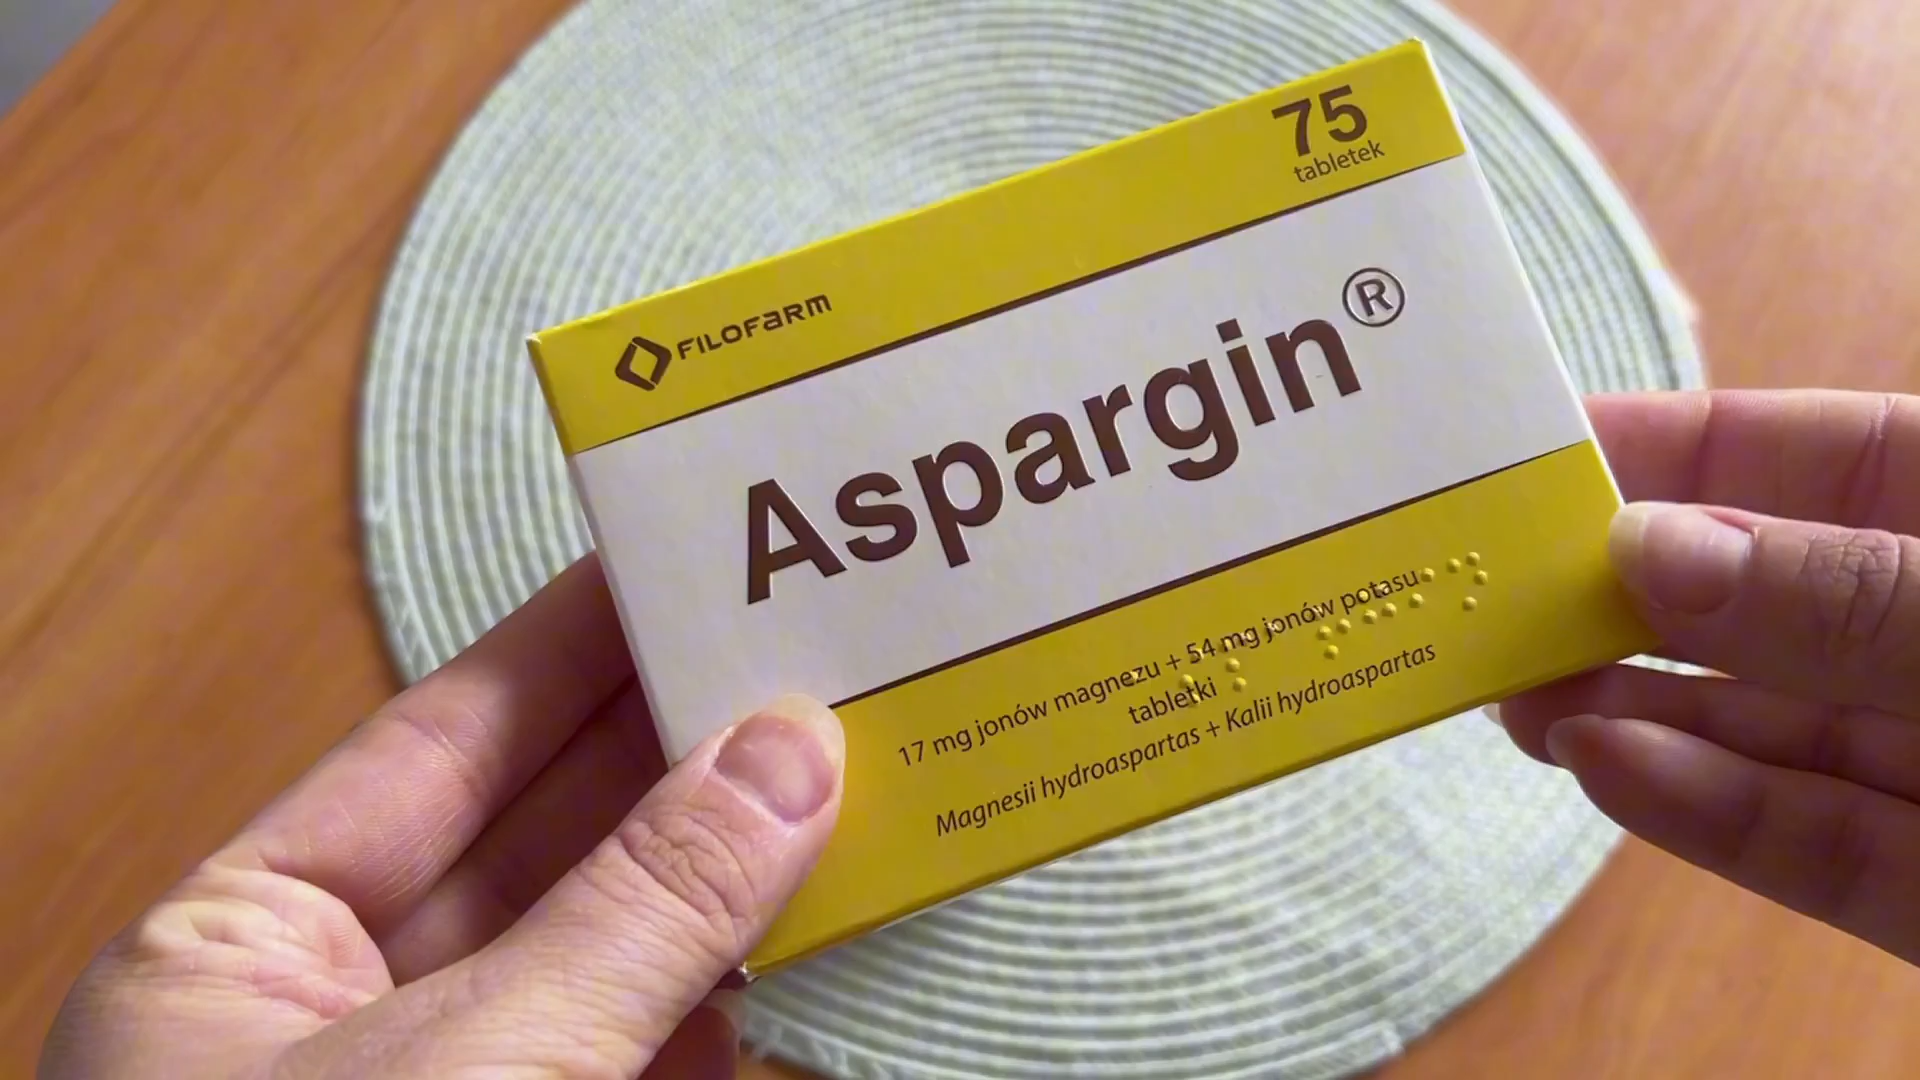 75
tabletek
FILOFARM
Aspargin®
17 mg jonów magnezu + 54 mg jonów potasu
tabletki
Magnesii hydroaspartas + Kalii hydroaspartas